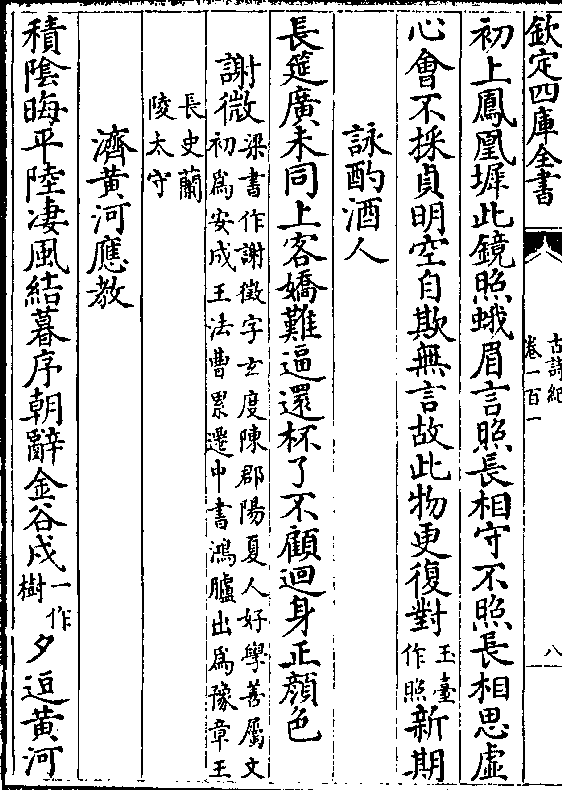 欽定四庫全書
古詩紀
卷一百一
八
初上鳳凰墀此鏡照蛾眉言照長相守不照長相思虛
心會不採貞明空自欺無言故此物更復對玉臺作照新期
詠酌酒人
長筵廣未同上客嬌難逼還杯了不顧迴身正顏色
謝微梁書作謝徵字玄度陳郡陽夏人好學善屬文初為安成王法曹累遷中書鴻臚出為豫章王
長史蘭陵太守
濟黃河應教
積陰晦平陸凄風結暮序朝辭金谷戍一作樹夕逗黃河